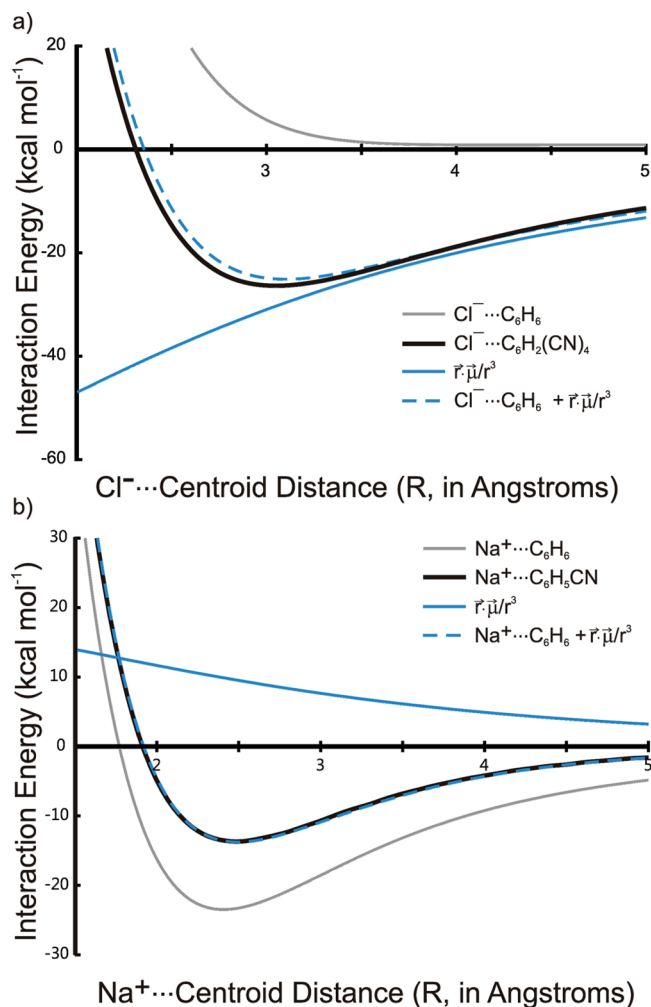 a)
20
0
-20
-40
-60
3
4
5
Interaction Energy (kcal mol⁻¹)
Cl⁻···C₆H₆
Cl⁻···C₆H₂(CN)₄
r⃗·μ⃗/r³
Cl⁻···C₆H₆ + r⃗·μ⃗/r³
Cl⁻···Centroid Distance (R, in Angstroms)
b)
30
20
10
0
-10
-20
-30
2
3
4
5
Interaction Energy (kcal mol⁻¹)
Na⁺···C₆H₆
Na⁺···C₆H₅CN
r⃗·μ⃗/r³
Na⁺···C₆H₆ + r⃗·μ⃗/r³
Na⁺···Centroid Distance (R, in Angstroms)